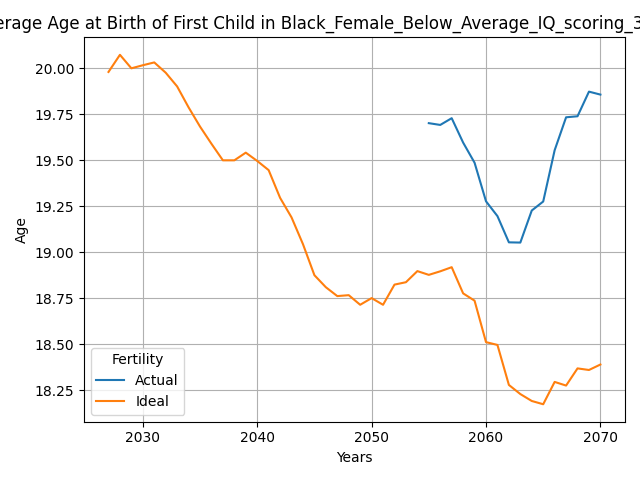 erage Age at Birth of First Child in Black_Female_Below_Average_IQ_scoring_3
20.00
19.75
19.50
19.25
19.00
18.75
18.50
18.25
Age
Fertility
Actual
Ideal
2030 2040 2050 2060 2070
Years